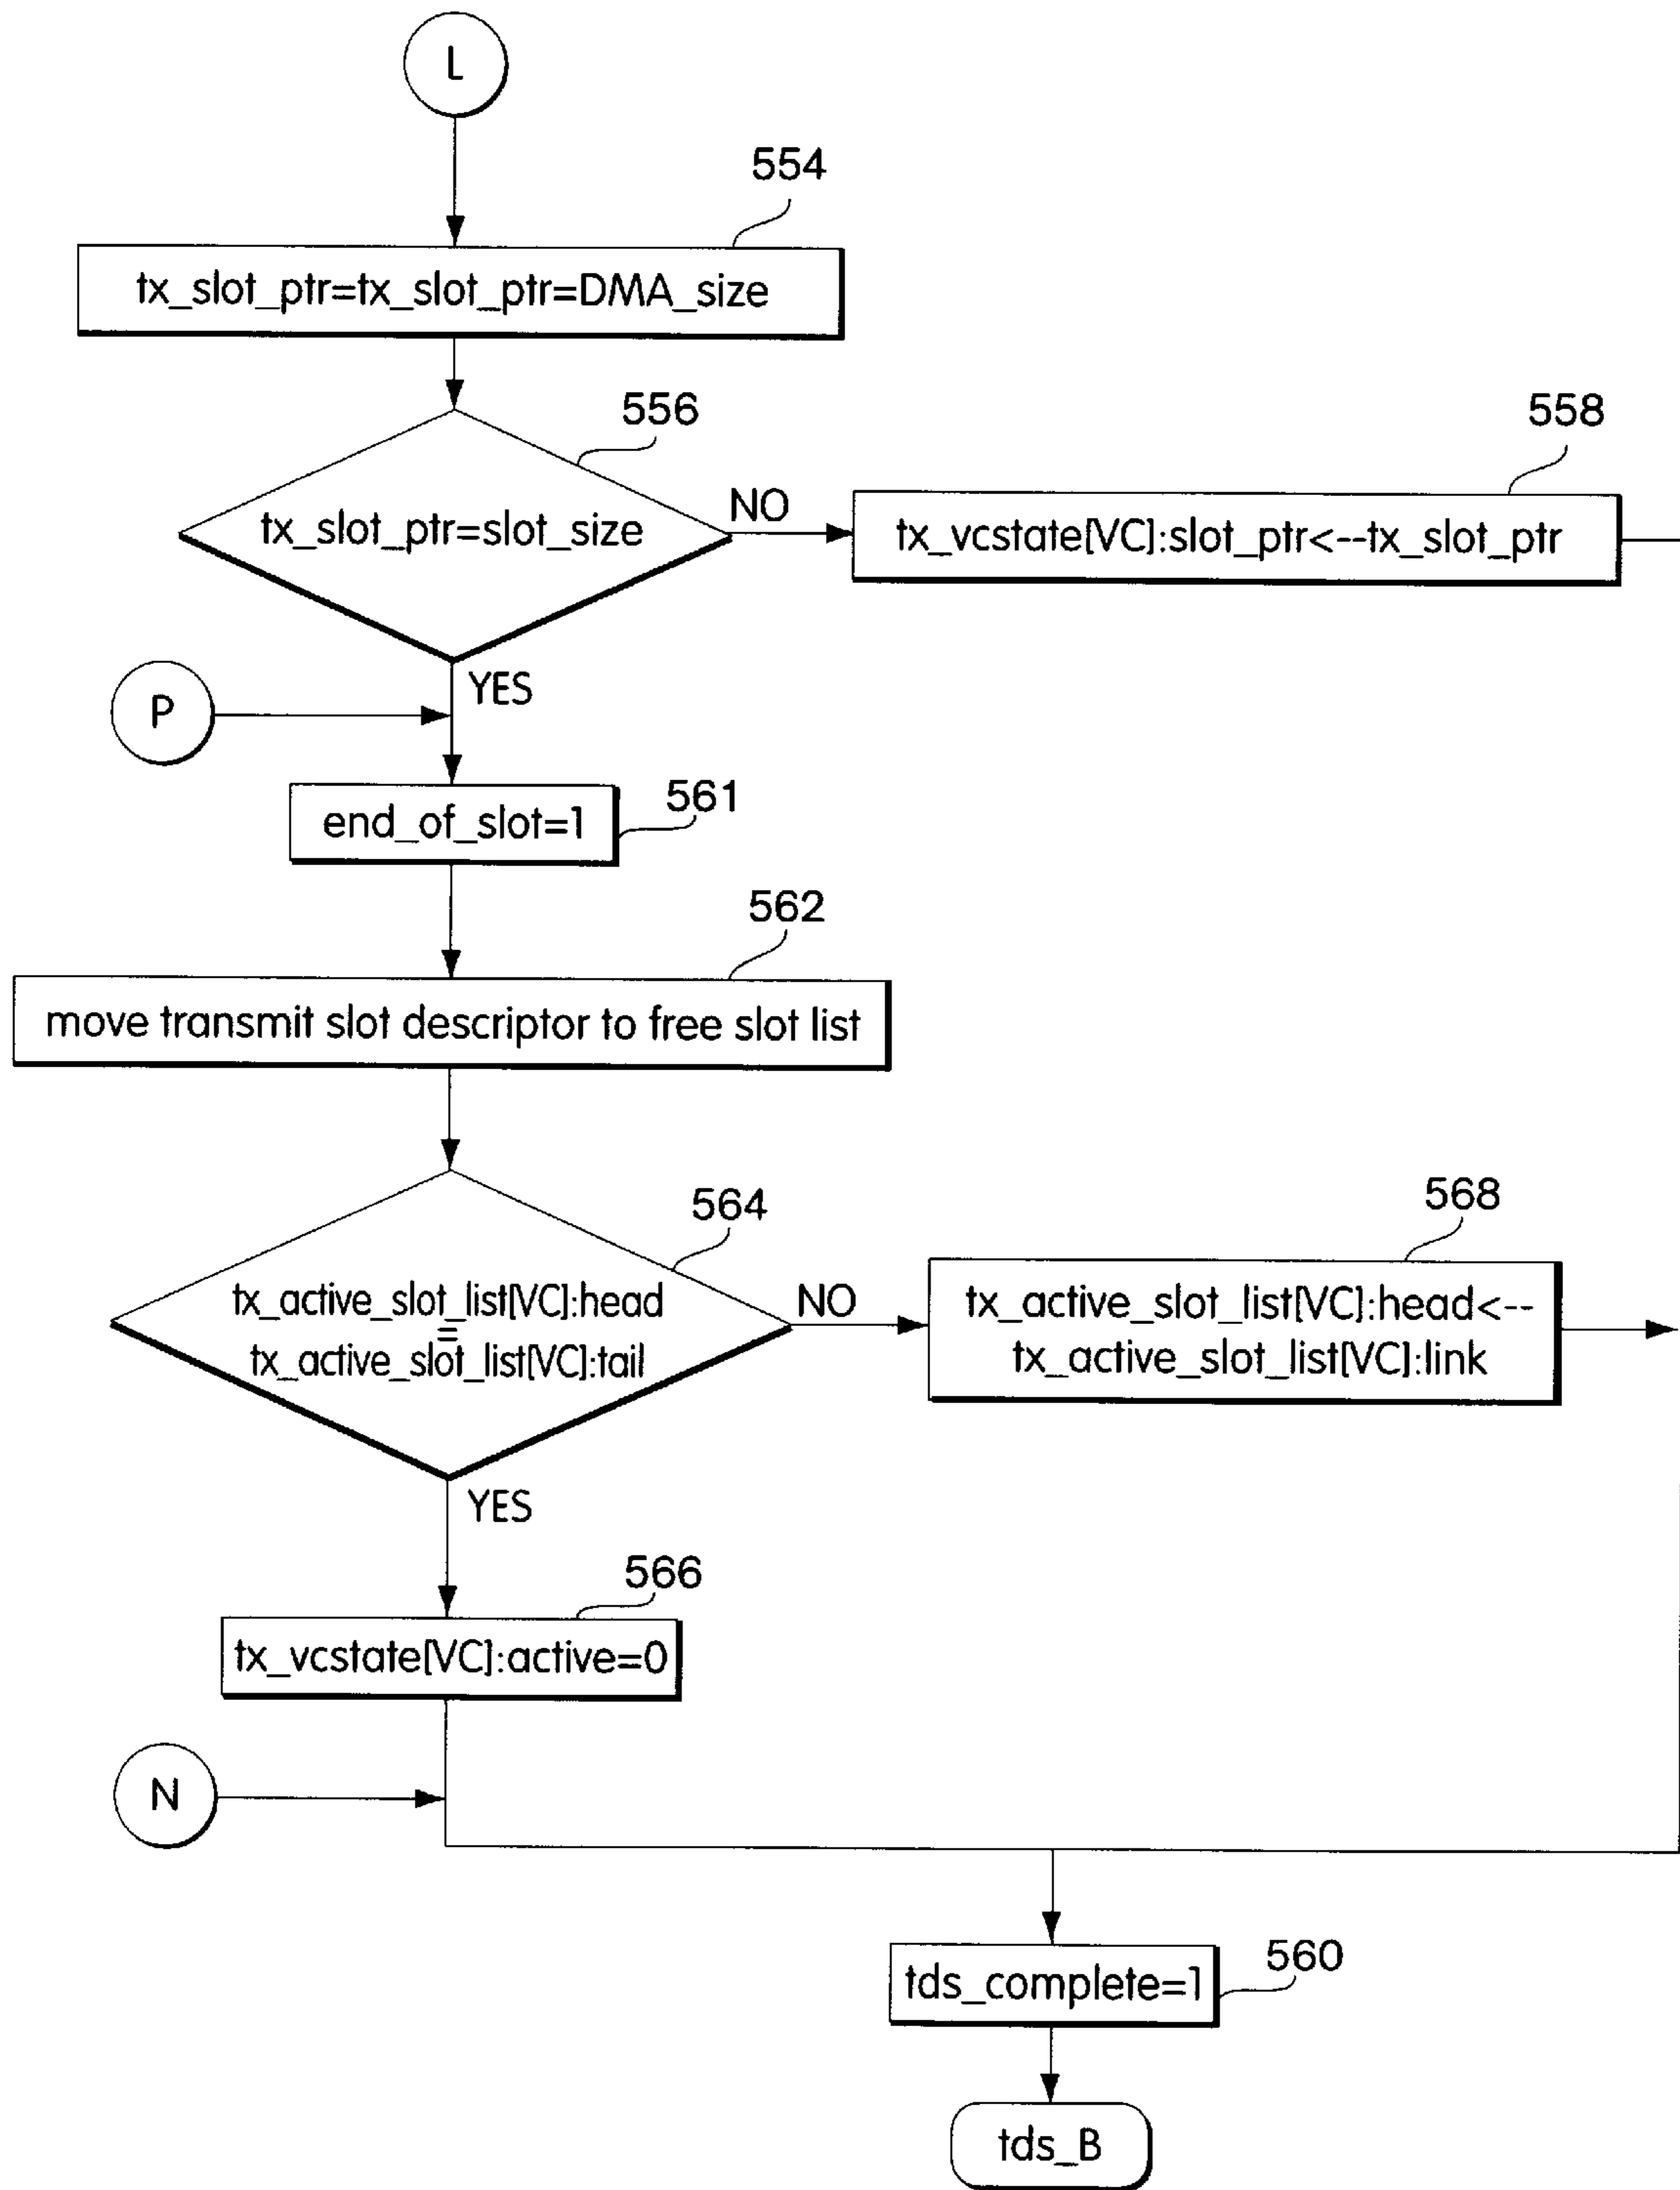 L
554
tx_slot_ptr=tx_slot_ptr=DMA_size
556
tx_slot_ptr=slot_size
NO
558
tx_vcstate[VC]:slot_ptr<--tx_slot_ptr
YES
P
561
end_of_slot=1
562
move transmit slot descriptor to free slot list
564
tx_active_slot_list[VC]:head
=
tx_active_slot_list[VC]:tail
NO
568
tx_active_slot_list[VC]:head<--
tx_active_slot_list[VC]:link
YES
566
tx_vcstate[VC]:active=0
N
560
tds_complete=1
tds_B